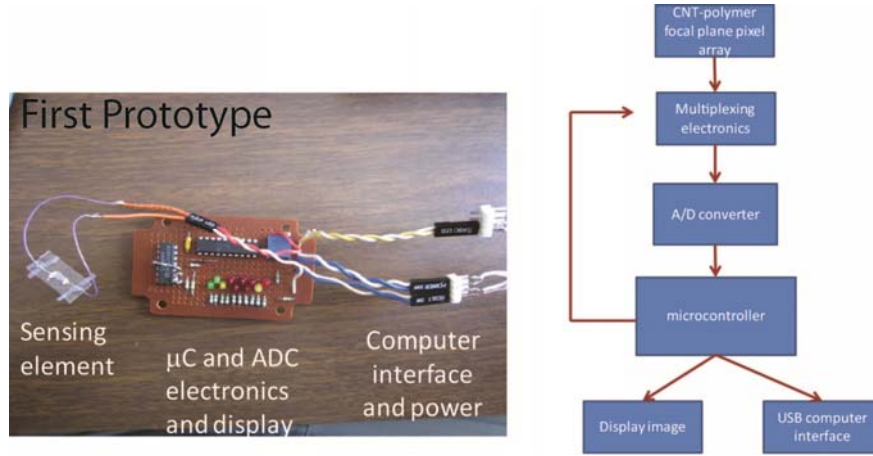 First Prototype
Sensing
element
μC and ADC
electronics
and display
Computer
interface
and power
CNT-polymer
focal plane pixel
array
Multiplexing
electronics
A/D converter
microcontroller
Display image
USB computer
interface